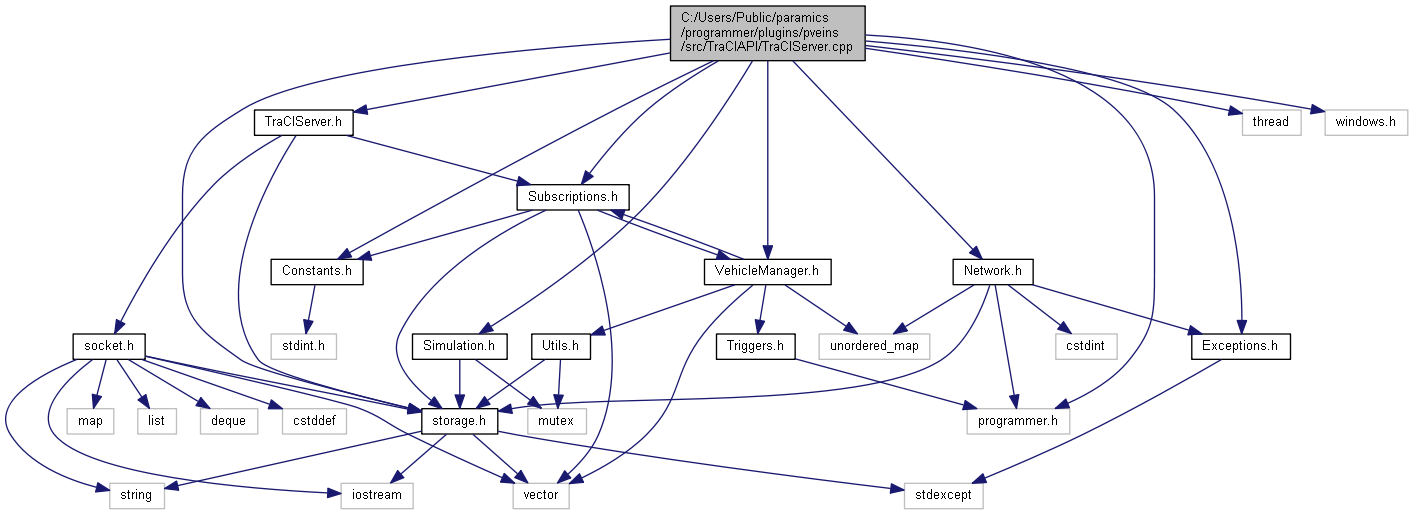 C:/Users/Public/paramics
/programmer/plugins/pveins
/src/TraCIAPI/TraCIServer.cpp
TraCIServer.h
thread
windows.h
Subscriptions.h
Constants.h
VehicleManager.h
Network.h
stdint.h
socket.h
Simulation.h
Utils.h
Triggers.h
unordered_map
cstdint
Exceptions.h
map
list
deque
cstddef
storage.h
mutex
programmer.h
string
iostream
vector
stdexcept